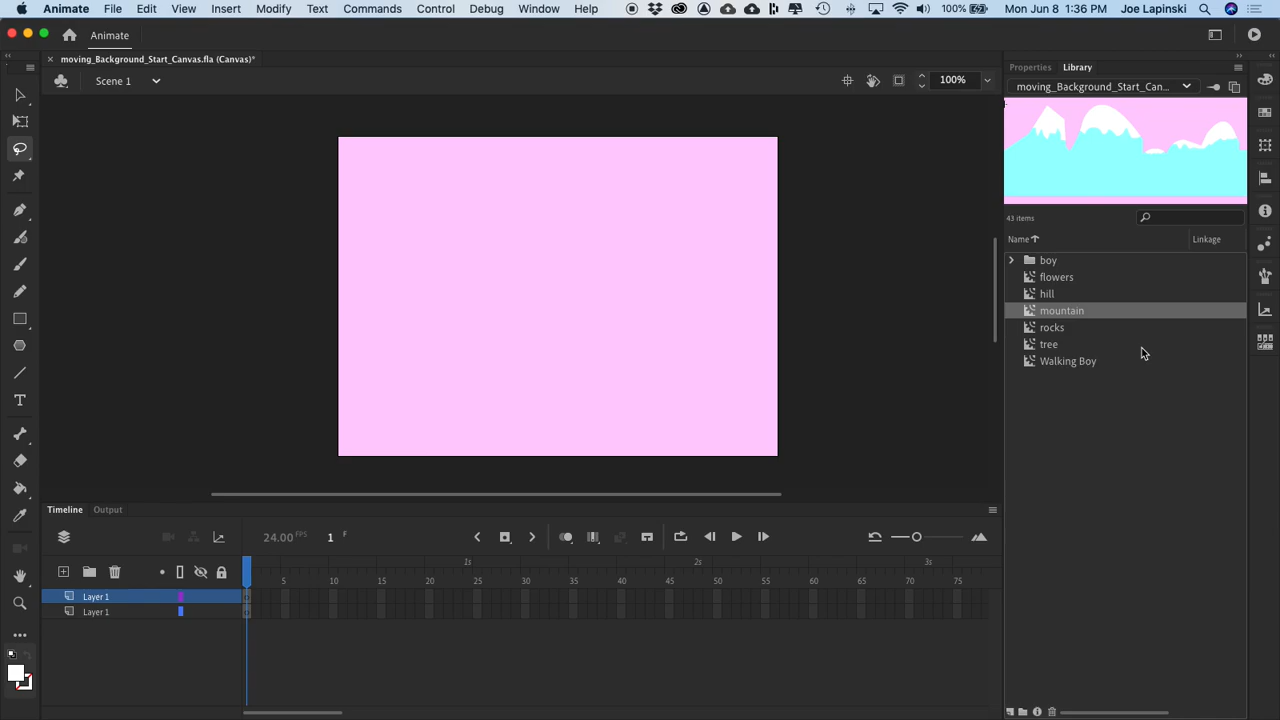 Animate File Edit View Insert Modify Text Commands Control Debug Window Help 100% Mon Jun 8 1:36 PM Joe Lapinski
Animate
moving_Background_Start_Canvas.fla (Canvas)*
Scene 1 100%
Properties Library
moving_Background_Start_Can...
43 items
Name Linkage
boy
flowers
hill
mountain
rocks
tree
Walking Boy
Timeline Output
24.00 FPS 1 F
1s 2s 3s
5 10 15 20 25 30 35 40 45 50 55 60 65 70 75
Layer 1
Layer 1